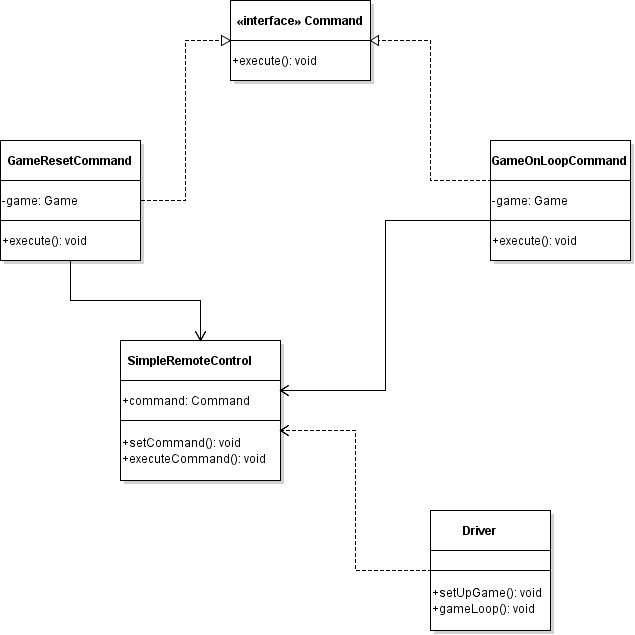 «interface» Command
+execute(): void
GameResetCommand
-game: Game
+execute(): void
GameOnLoopCommand
-game: Game
+execute(): void
SimpleRemoteControl
+command: Command
+setCommand(): void
+executeCommand(): void
Driver
+setUpGame(): void
+gameLoop(): void